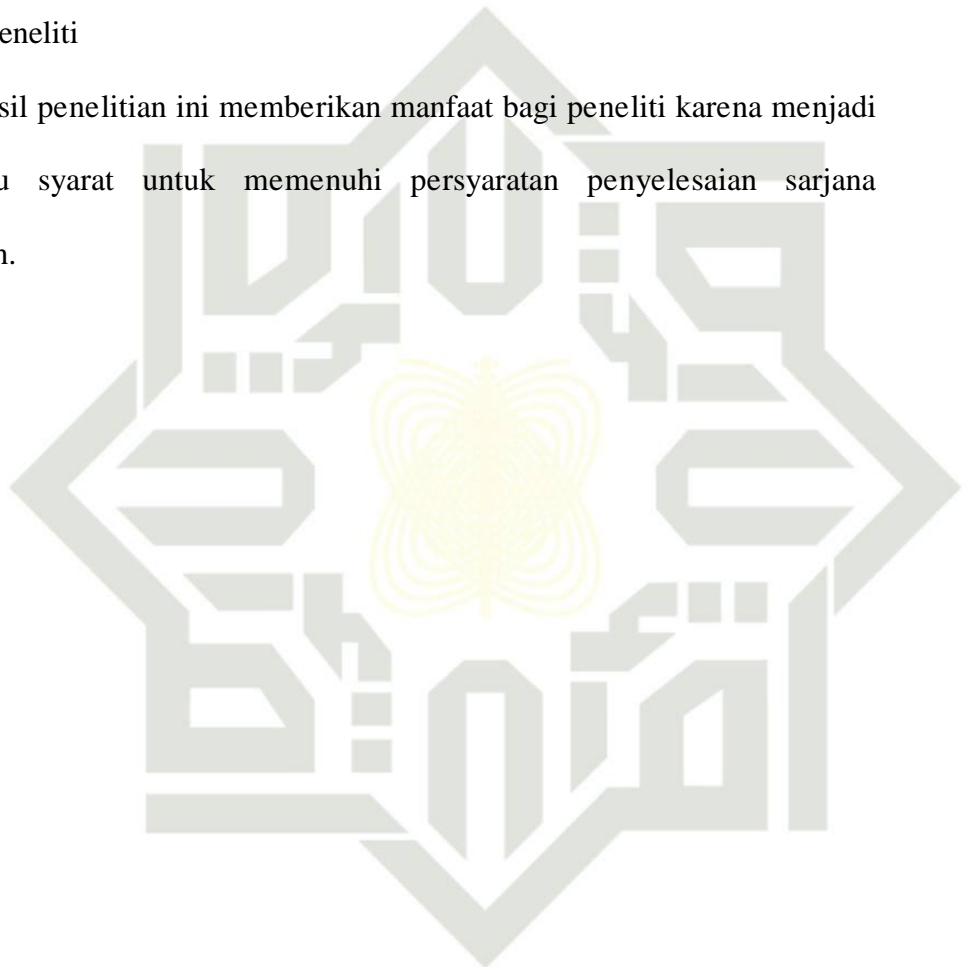 eneliti
sil penelitian ini memberikan manfaat bagi peneliti karena menjadi
u syarat untuk memenuhi persyaratan penyelesaian sarjana
n.